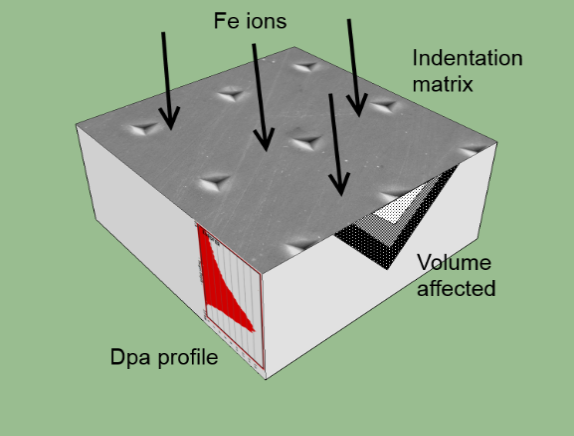 Fe ions
Indentation
matrix
Volume
affected
Dpa profile